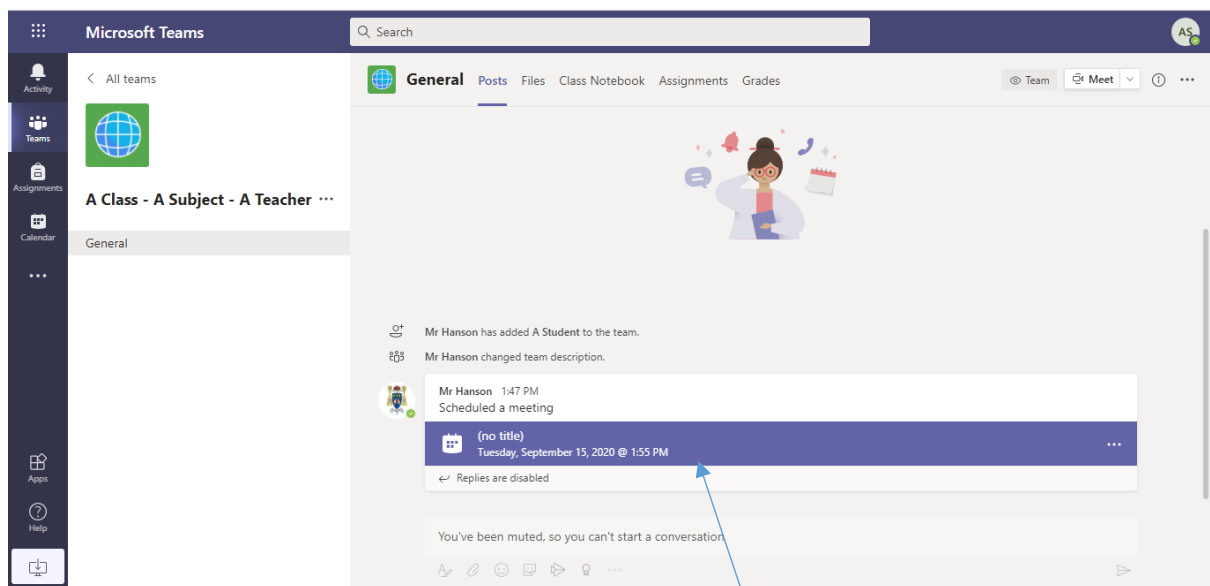 Microsoft Teams
Search
AS
Activity
Teams
Assignments
Calendar
Apps
Help
All teams
A Class - A Subject - A Teacher ...
General
General Posts Files Class Notebook Assignments Grades
Team
Meet
Mr Hanson has added A Student to the team.
Mr Hanson changed team description.
Mr Hanson 1:47 PM
Scheduled a meeting
(no title)
Tuesday, September 15, 2020 @ 1:55 PM
Replies are disabled
You've been muted, so you can't start a conversation